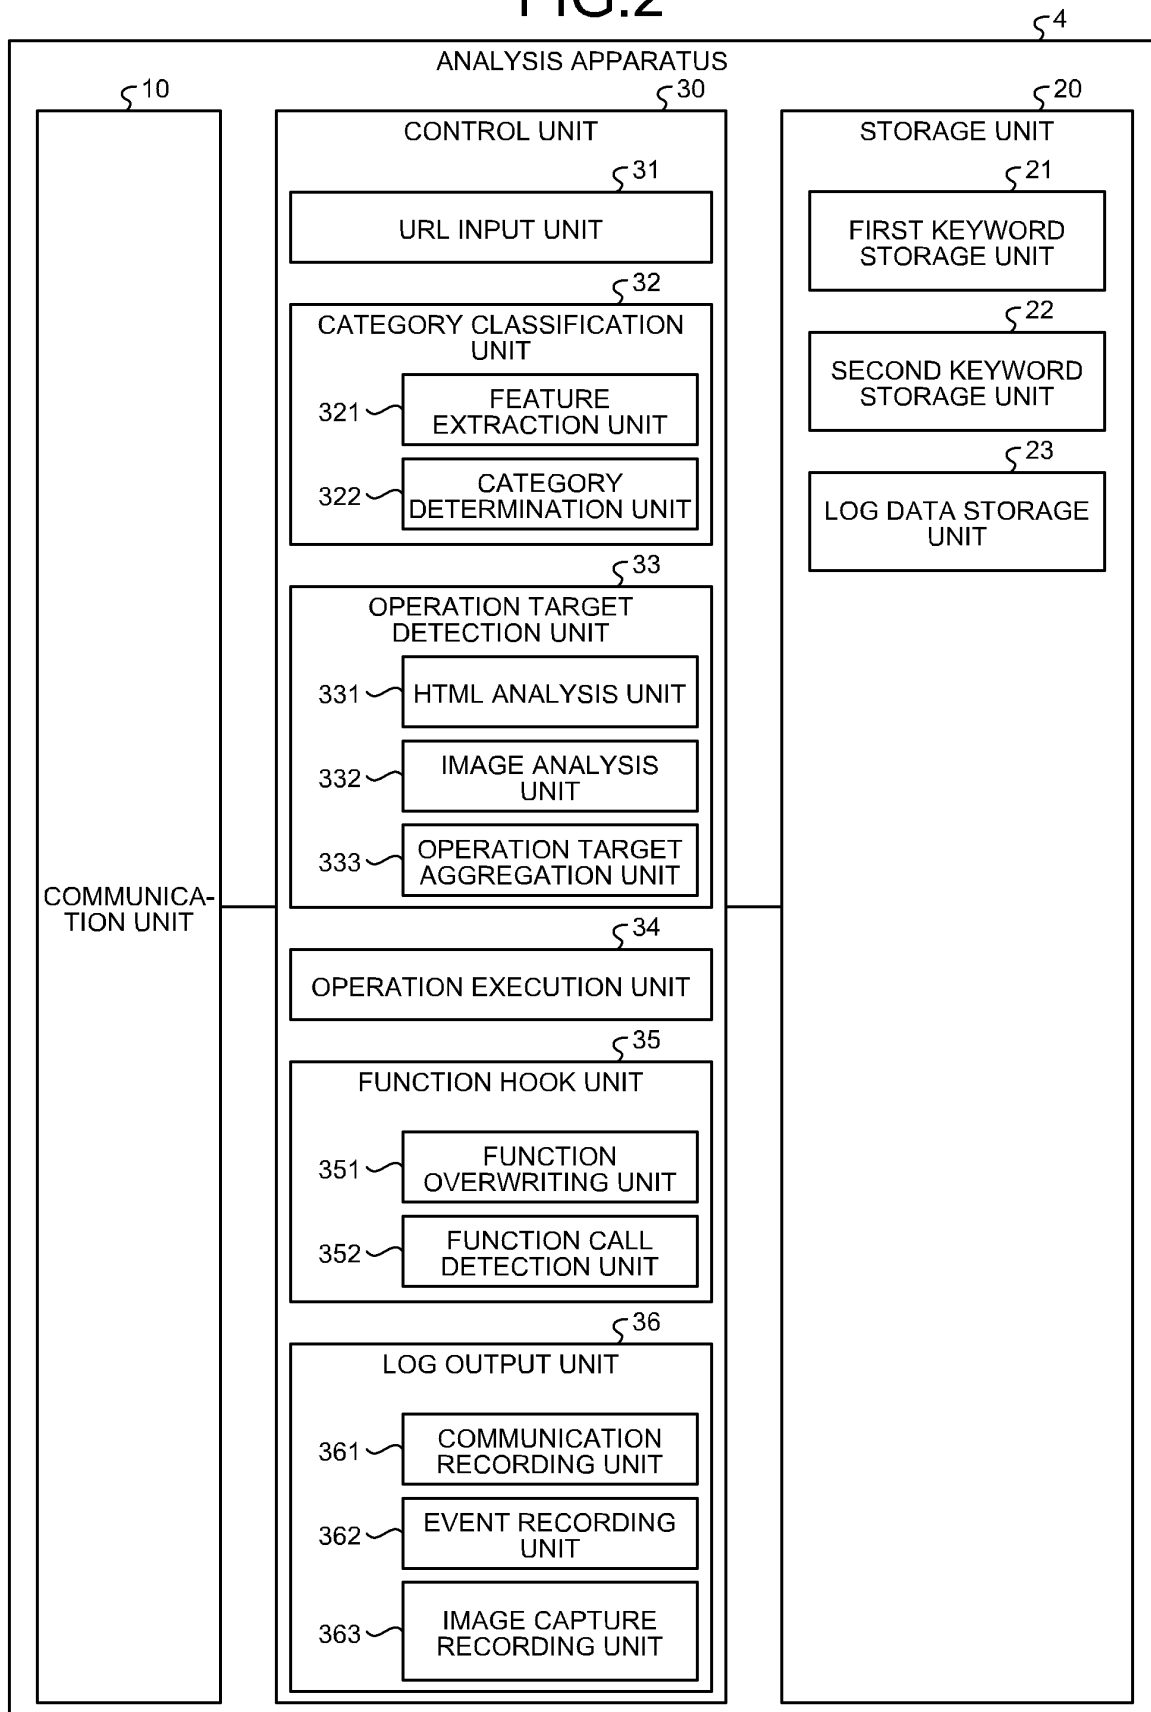 FIG.2
4
ANALYSIS APPARATUS
10
COMMUNICA-
TION UNIT
30
CONTROL UNIT
31
URL INPUT UNIT
32
CATEGORY CLASSIFICATION
UNIT
321
FEATURE
EXTRACTION UNIT
322
CATEGORY
DETERMINATION UNIT
33
OPERATION TARGET
DETECTION UNIT
331
HTML ANALYSIS UNIT
332
IMAGE ANALYSIS
UNIT
333
OPERATION TARGET
AGGREGATION UNIT
34
OPERATION EXECUTION UNIT
35
FUNCTION HOOK UNIT
351
FUNCTION
OVERWRITING UNIT
352
FUNCTION CALL
DETECTION UNIT
36
LOG OUTPUT UNIT
361
COMMUNICATION
RECORDING UNIT
362
EVENT RECORDING
UNIT
363
IMAGE CAPTURE
RECORDING UNIT
20
STORAGE UNIT
21
FIRST KEYWORD
STORAGE UNIT
22
SECOND KEYWORD
STORAGE UNIT
23
LOG DATA STORAGE
UNIT